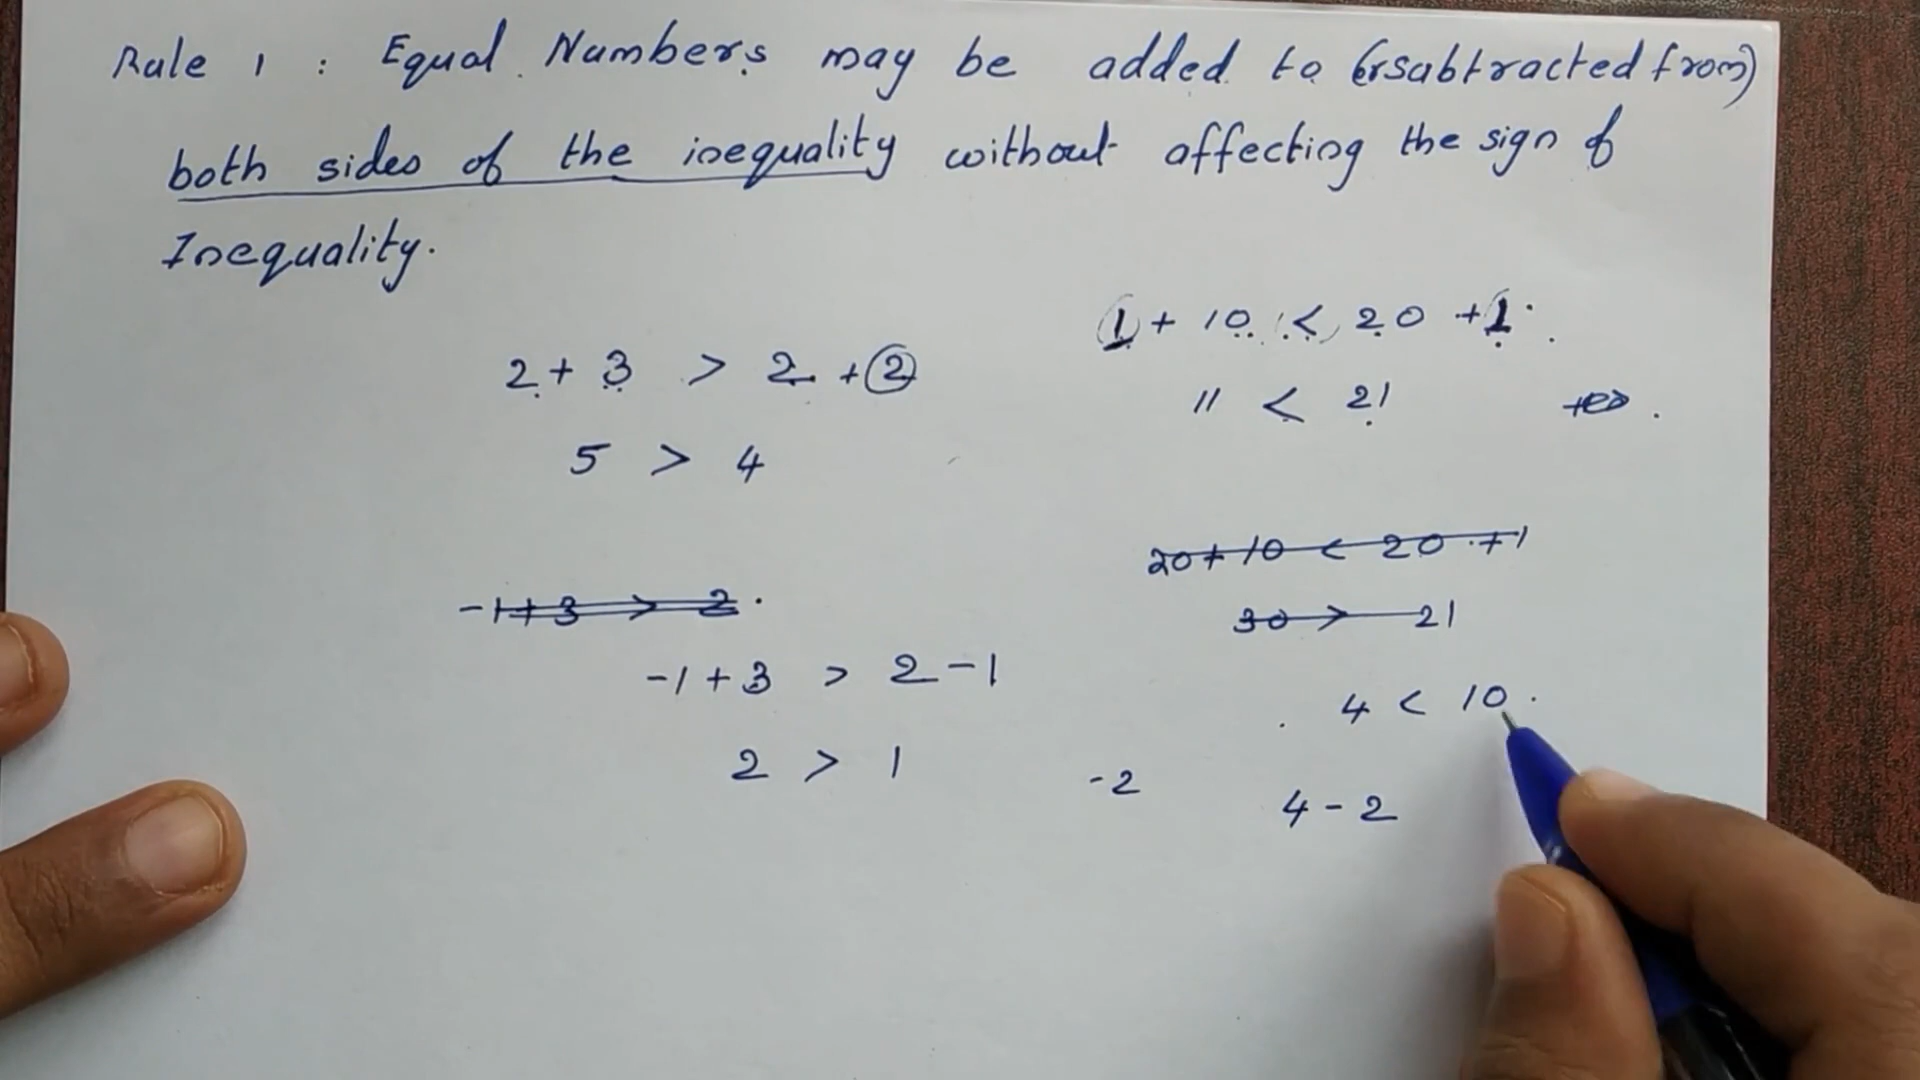 Rule 1 : Equal Numbers may be added to (or subtracted from)
both sides of the inequality without affecting the sign of
Inequality.
2 + 3 > 2 + 2
5 > 4
-1 + 3 > 2
-1 + 3 > 2 - 1
2 > 1
1 + 10 < 20 + 1
11 < 21
20 + 10 < 20 + 1
30 > 21
4 < 10
-2
4 - 2